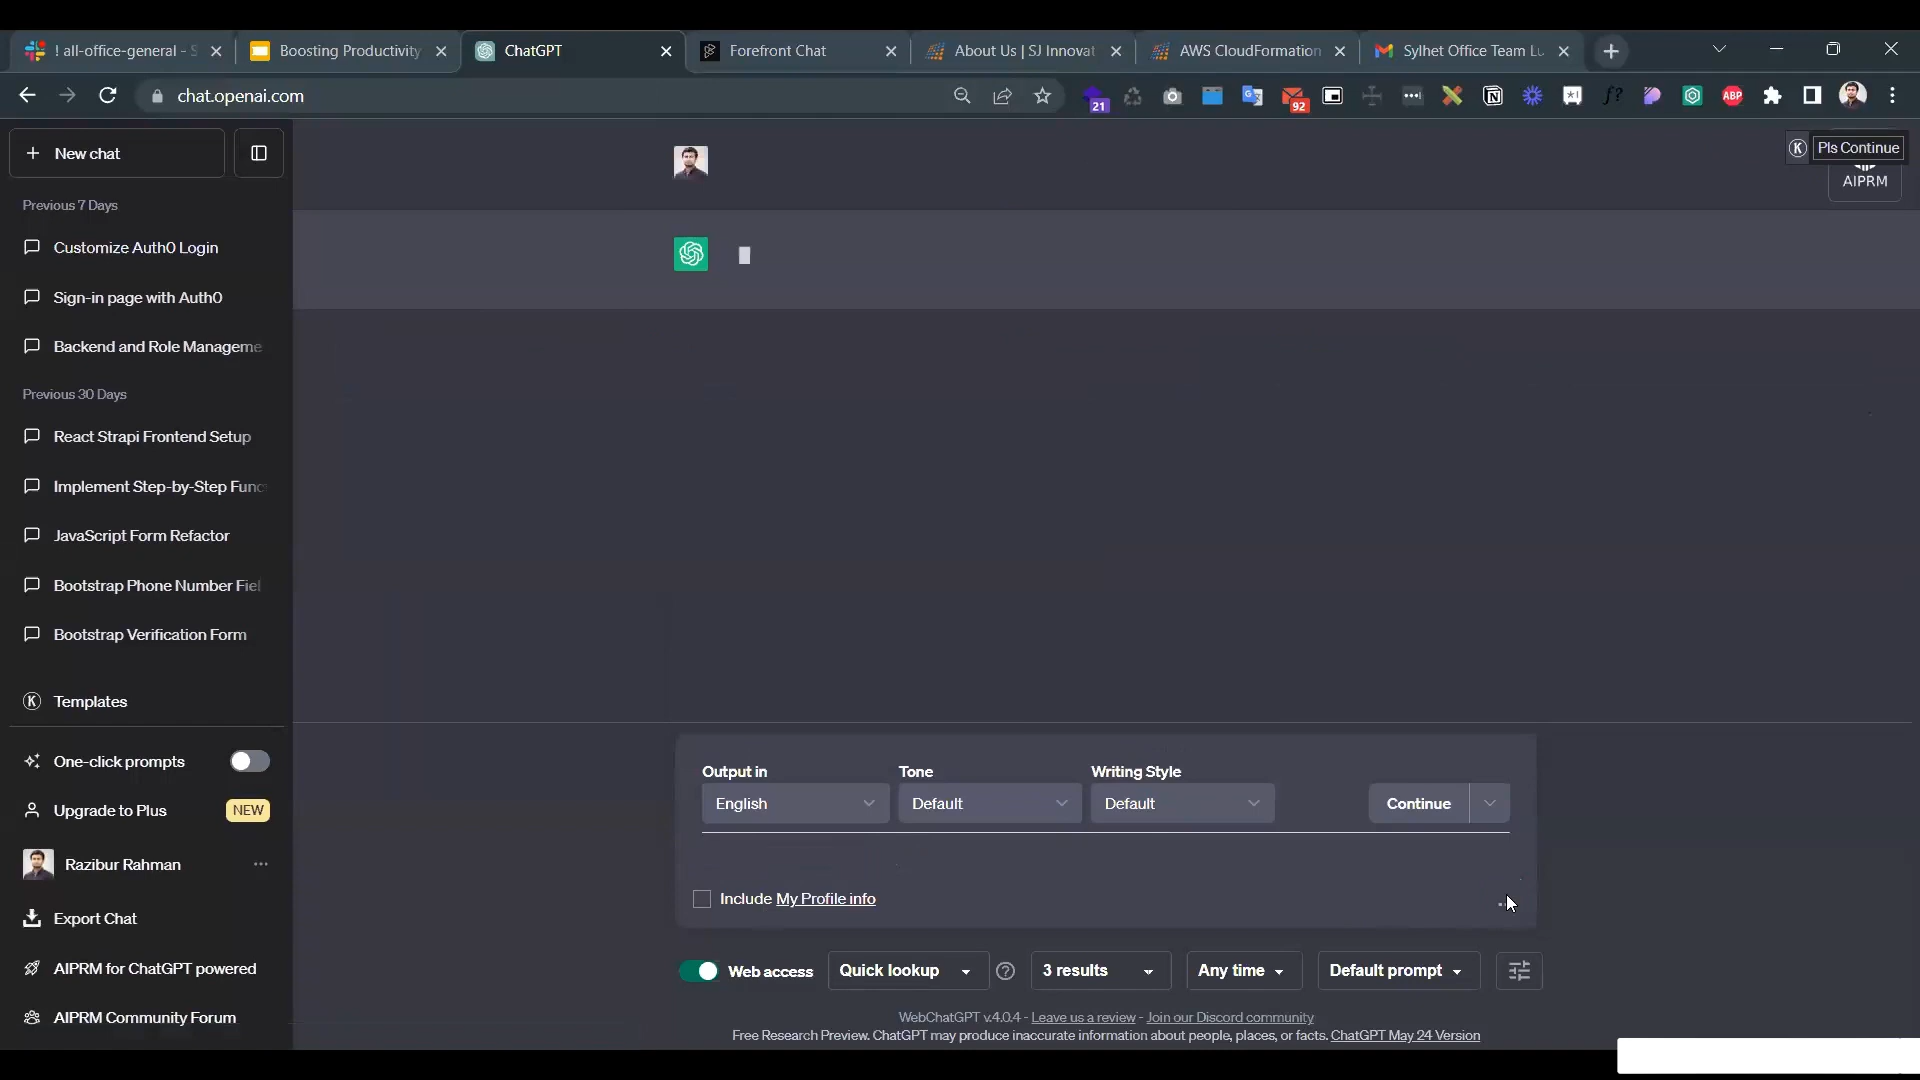 ! all-office-general - S
Boosting Productivity
ChatGPT
Forefront Chat
About Us | SJ Innovat
AWS CloudFormation
Sylhet Office Team Lu
chat.openai.com
21
92
ABP
New chat
K
Pls Continue
AIPRM
Previous 7 Days
Customize Auth0 Login
Sign-in page with Auth0
Backend and Role Manageme
Previous 30 Days
React Strapi Frontend Setup
Implement Step-by-Step Func
JavaScript Form Refactor
Bootstrap Phone Number Fiel
Bootstrap Verification Form
K Templates
One-click prompts
Upgrade to Plus NEW
Razibur Rahman
Export Chat
AIPRM for ChatGPT powered
AIPRM Community Forum
Output in Tone Writing Style
English Default Default Continue
Include My Profile info
Web access Quick lookup ? 3 results Any time Default prompt
WebChatGPT v.4.0.4 - Leave us a review - Join our Discord community
Free Research Preview. ChatGPT may produce inaccurate information about people, places, or facts. ChatGPT May 24 Version